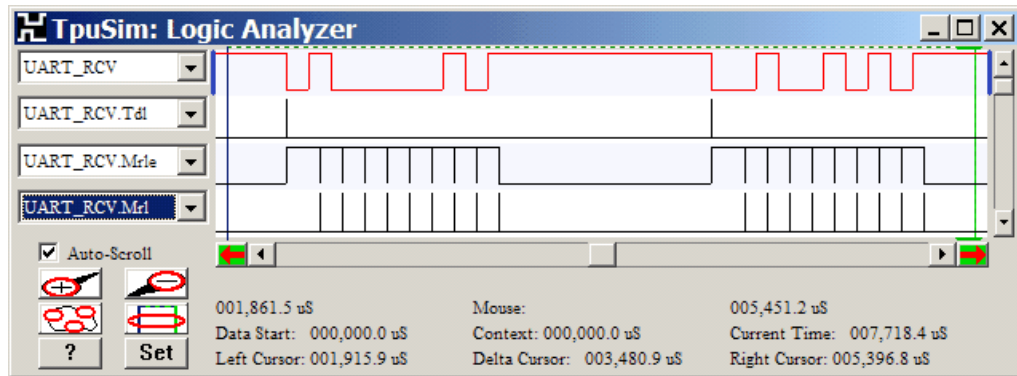 TpuSim: Logic Analyzer
UART_RCV
UART_RCV.Tdl
UART_RCV.Mrle
UART_RCV.Mrl
Auto-Scroll
001,861.5 uS Mouse: 005,451.2 uS
Data Start: 000,000.0 uS Context: 000,000.0 uS Current Time: 007,718.4 uS
? Set Left Cursor: 001,915.9 uS Delta Cursor: 003,480.9 uS Right Cursor: 005,396.8 uS